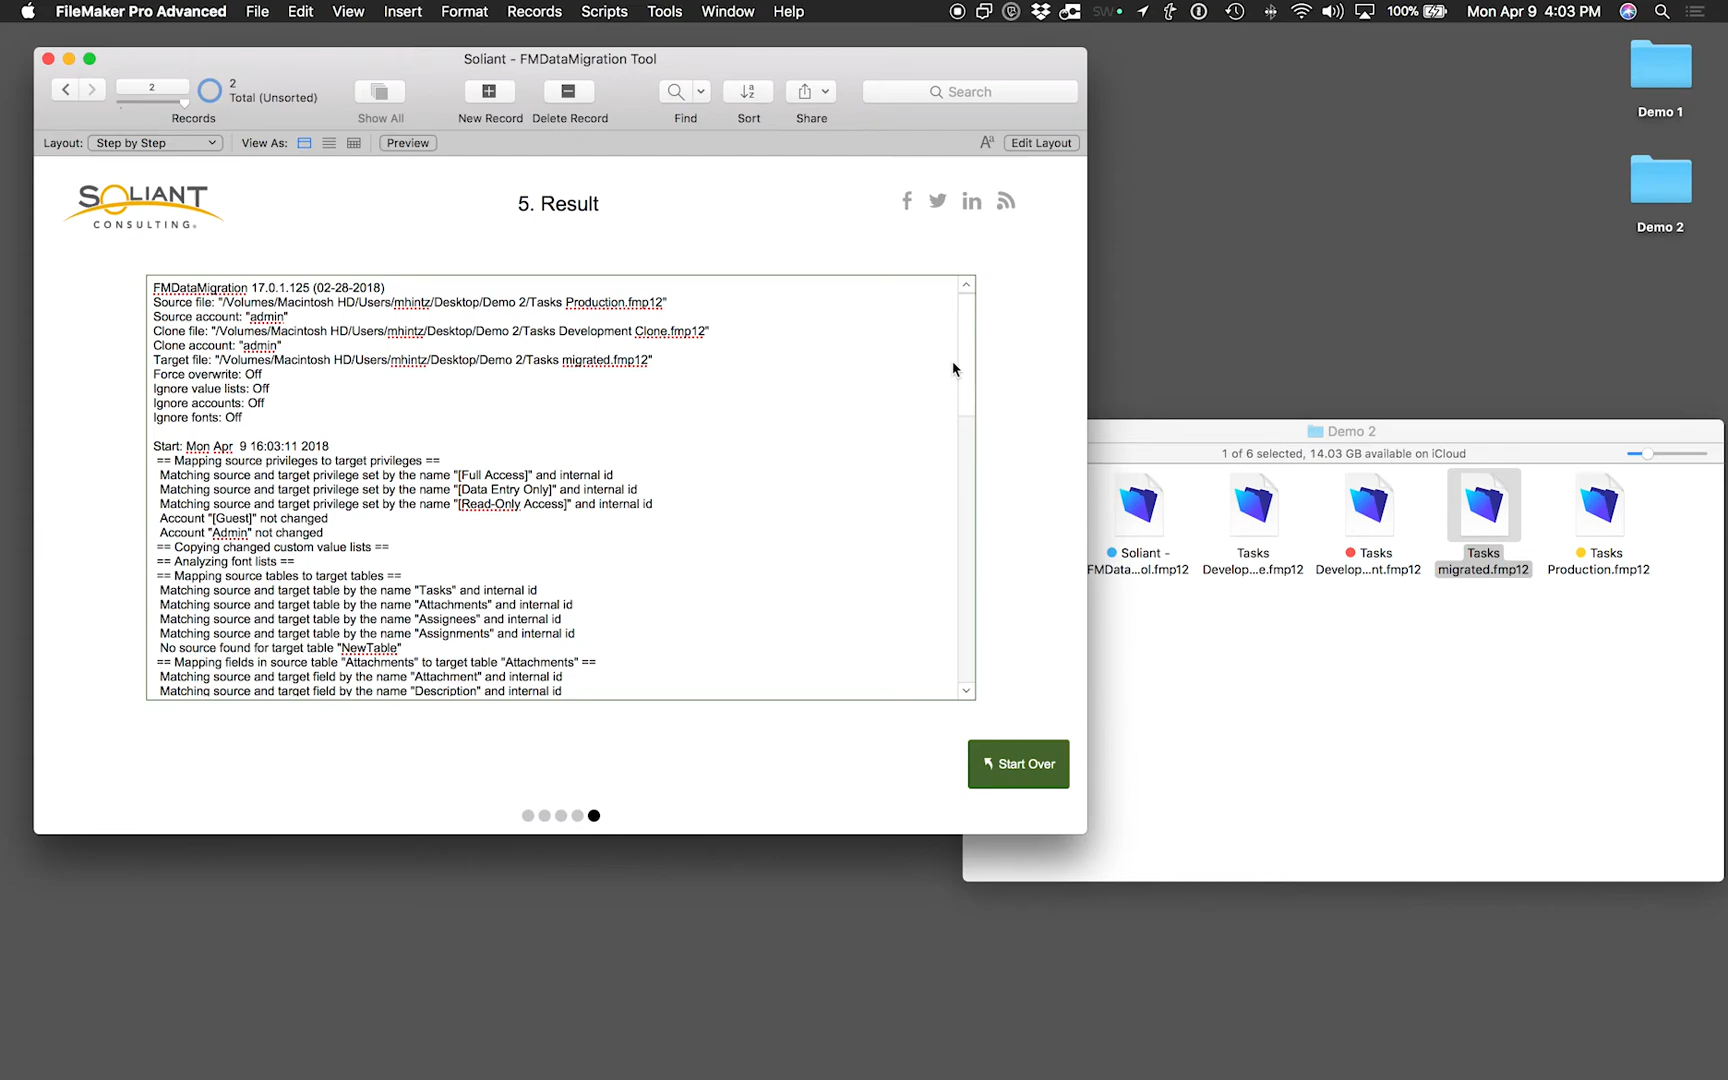 FileMaker Pro Advanced File Edit View Insert Format Records Scripts Tools Window Help SW 100% Mon Apr 9 4:03 PM
Soliant - FMDataMigration Tool
2
2
Total (Unsorted)
Records
Show All
New Record
Delete Record
Find
Sort
Share
Search
Layout: Step by Step View As: Preview Aª Edit Layout
SOLIANT
CONSULTING
5. Result
FMDataMigration 17.0.1.125 (02-28-2018)
Source file: "/Volumes/Macintosh HD/Users/mhintz/Desktop/Demo 2/Tasks Production.fmp12"
Source account: "admin"
Clone file: "/Volumes/Macintosh HD/Users/mhintz/Desktop/Demo 2/Tasks Development Clone.fmp12"
Clone account: "admin"
Target file: "/Volumes/Macintosh HD/Users/mhintz/Desktop/Demo 2/Tasks migrated.fmp12"
Force overwrite: Off
Ignore value lists: Off
Ignore accounts: Off
Ignore fonts: Off
Start: Mon Apr 9 16:03:11 2018
== Mapping source privileges to target privileges ==
Matching source and target privilege set by the name "[Full Access]" and internal id
Matching source and target privilege set by the name "[Data Entry Only]" and internal id
Matching source and target privilege set by the name "[Read-Only Access]" and internal id
Account "[Guest]" not changed
Account "Admin" not changed
== Copying changed custom value lists ==
== Analyzing font lists ==
== Mapping source tables to target tables ==
Matching source and target table by the name "Tasks" and internal id
Matching source and target table by the name "Attachments" and internal id
Matching source and target table by the name "Assignees" and internal id
Matching source and target table by the name "Assignments" and internal id
No source found for target table "NewTable"
== Mapping fields in source table "Attachments" to target table "Attachments" ==
Matching source and target field by the name "Attachment" and internal id
Matching source and target field by the name "Description" and internal id
Start Over
Demo 1
Demo 2
Demo 2
1 of 6 selected, 14.03 GB available on iCloud
Soliant -
FMData...ol.fmp12
Tasks
Develop...e.fmp12
Tasks
Develop...nt.fmp12
Tasks
migrated.fmp12
Tasks
Production.fmp12